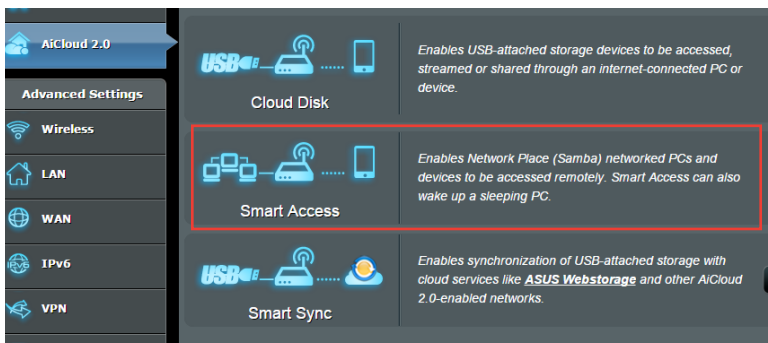 AiCloud 2.0
Advanced Settings
Wireless
LAN
WAN
IPv6
VPN
USB
Cloud Disk
Enables USB-attached storage devices to be accessed,
streamed or shared through an internet-connected PC or
device.
Smart Access
Enables Network Place (Samba) networked PCs and
devices to be accessed remotely. Smart Access can also
wake up a sleeping PC.
USB
Smart Sync
Enables synchronization of USB-attached storage with
cloud services like ASUS Webstorage and other AiCloud
2.0-enabled networks.